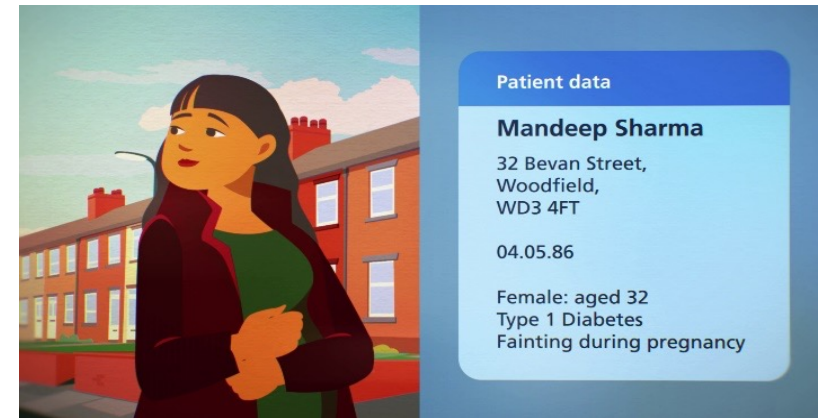 Patient data
Mandeep Sharma
32 Bevan Street,
Woodfield,
WD3 4FT
04.05.86
Female: aged 32
Type 1 Diabetes
Fainting during pregnancy